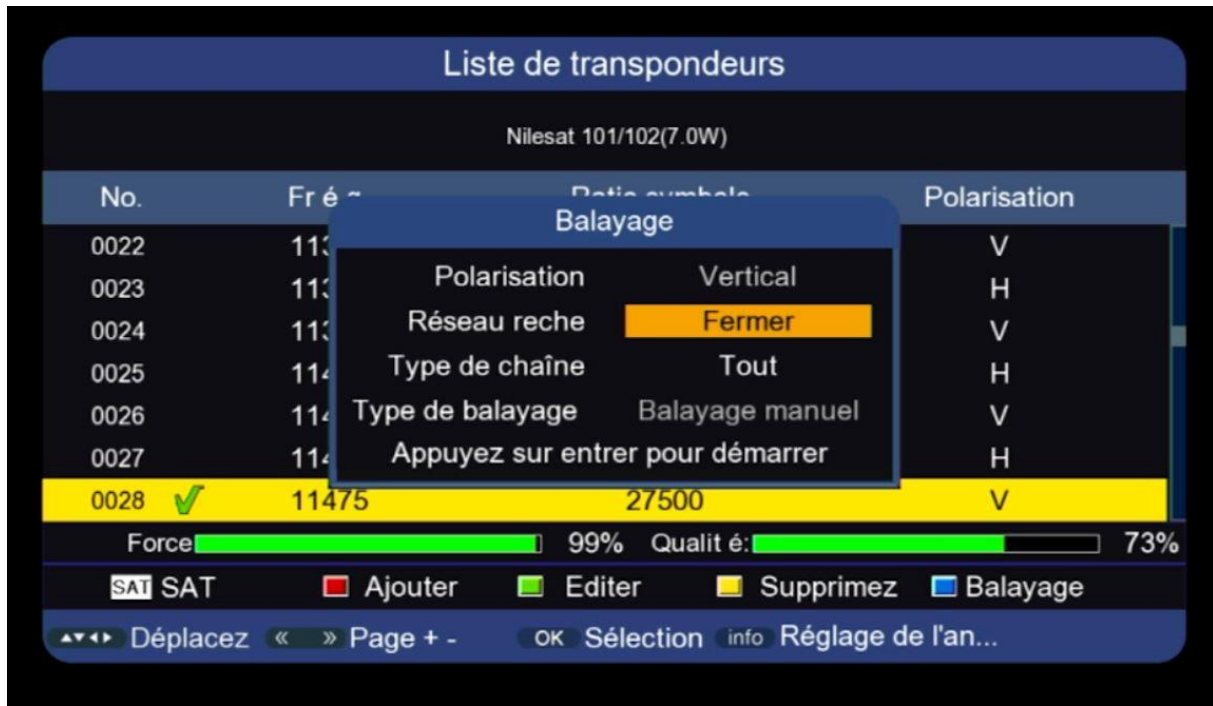 Liste de transpondeurs
Nilesat 101/102(7.0W)
No. Fr é Polarisation
Balayage
0022 V
Polarisation Vertical
0023 H
Réseau reche Fermer
0024 V
Type de chaîne Tout
0025 H
Type de balayage Balayage manuel
0026 V
Appuyez sur entrer pour démarrer
0027 H
0028 11475 27500 V
Force 99% Qualit é: 73%
SAT SAT Ajouter Editer Supprimez Balayage
Déplacez « » Page + - OK Sélection info Réglage de l'an...